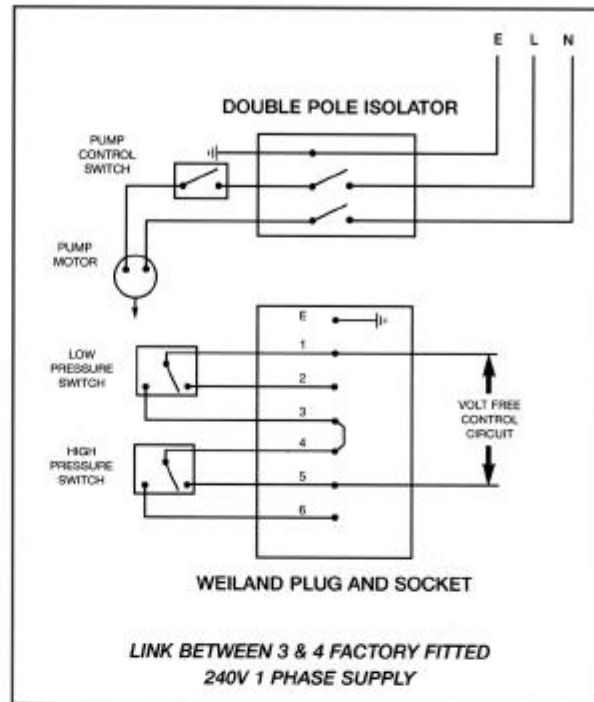 E L N
DOUBLE POLE ISOLATOR
PUMP
CONTROL
SWITCH
PUMP
MOTOR
E
1
LOW
PRESSURE
SWITCH
2
3
VOLT FREE
CONTROL
CIRCUIT
4
HIGH
PRESSURE
SWITCH
5
6
WEILAND PLUG AND SOCKET
LINK BETWEEN 3 & 4 FACTORY FITTED
240V 1 PHASE SUPPLY